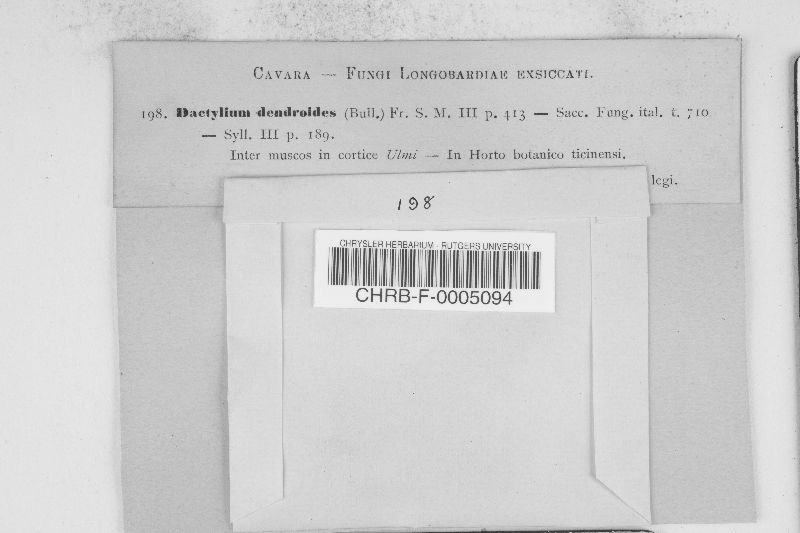 CAVARA — FUNGI LONGOBARDIAE EXSICCATI.
198. Dactylium dendroides (Bull.) Fr. S. M. III p. 413 — Sacc. Fung. ital. t. 710
— Syll. III p. 189.
Inter muscos in cortice Ulmi — In Horto botanico ticinensi.
legi.
198
CHRYSLER HERBARIUM - RUTGERS UNIVERSITY
CHRB-F-0005094